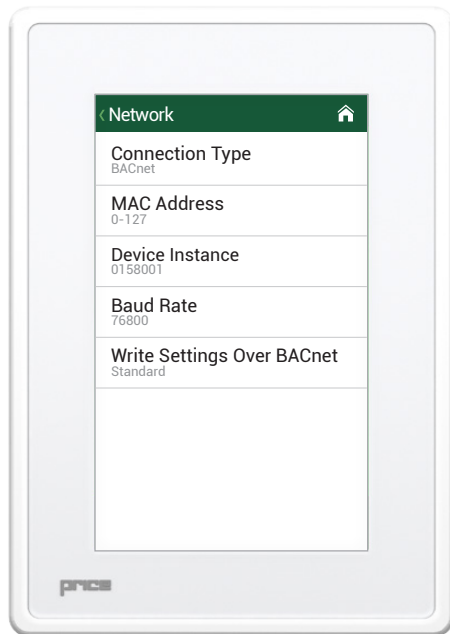 Network
Connection Type
BACnet
MAC Address
0-127
Device Instance
0158001
Baud Rate
76800
Write Settings Over BACnet
Standard
price